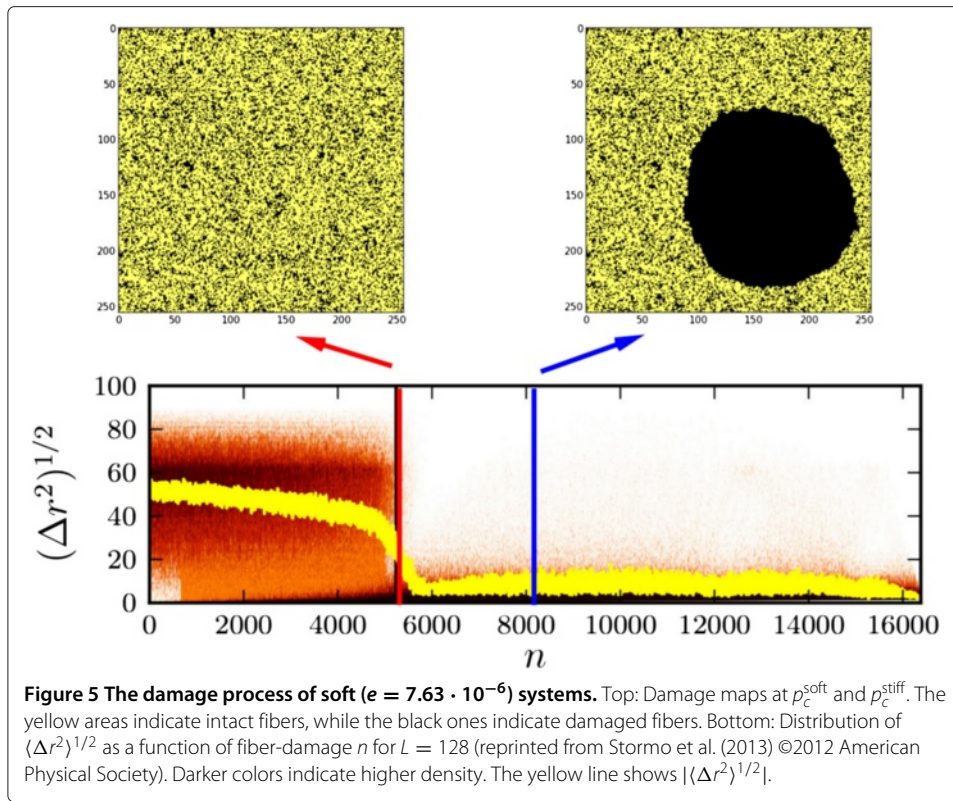 0
50
100
150
200
250
0 50 100 150 200 250
0
50
100
150
200
250
0 50 100 150 200 250
100
80
60
40
20
0
(Δr²)^{1/2}
0 2000 4000 6000 8000 10000 12000 14000 16000
n
Figure 5 The damage process of soft (e = 7.63 · 10⁻⁶) systems. Top: Damage maps at p_c^{soft} and p_c^{stiff}. The
yellow areas indicate intact fibers, while the black ones indicate damaged fibers. Bottom: Distribution of
⟨Δr²⟩^{1/2} as a function of fiber-damage n for L = 128 (reprinted from Stormo et al. (2013) ©2012 American
Physical Society). Darker colors indicate higher density. The yellow line shows |⟨Δr²⟩^{1/2}|.